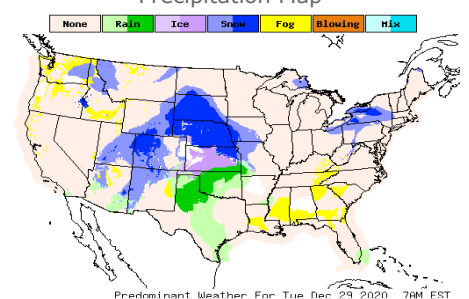 Precipitation Map
None Rain Ice Snow Fog Blowing Mix
Predominant Weather For Tue Dec 29 2020 7AM EST